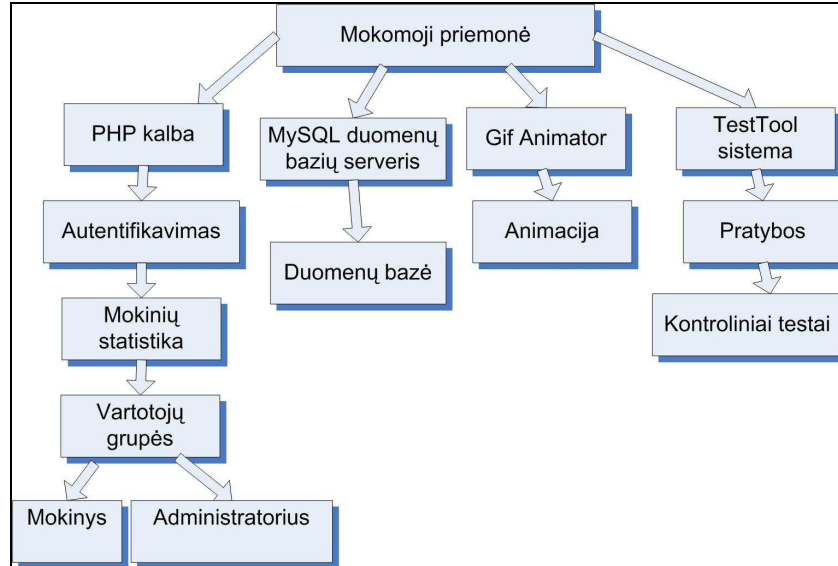 Mokomoji priemonė
PHP kalba
MySQL duomenų
bazių serveris
Gif Animator
TestTool
sistema
Autentifikavimas
Duomenų bazė
Animacija
Pratybos
Mokinių
statistika
Kontroliniai testai
Vartotojų
grupės
Mokinys
Administratorius